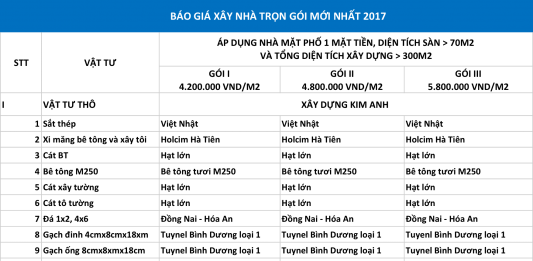 BÁO GIÁ XÂY NHÀ TRỌN GÓI MỚI NHẤT 2017
STT VẬT TƯ ÁP DỤNG NHÀ MẶT PHỐ 1 MẶT TIỀN, DIỆN TÍCH SÀN > 70M2
VÀ TỔNG DIỆN TÍCH XÂY DỰNG > 300M2
GÓI I GÓI II GÓI III
4.200.000 VND/M2 4.800.000 VND/M2 5.800.000 VND/M2
I VẬT TƯ THÔ XÂY DỰNG KIM ANH
1 Sắt thép Việt Nhật Việt Nhật Việt Nhật
2 Xi măng bê tông và xây tôi Holcim Hà Tiên Holcim Hà Tiên Holcim Hà Tiên
3 Cát BT Hạt lớn Hạt lớn Hạt lớn
4 Bê tông M250 Bê tông tươi M250 Bê tông tươi M250 Bê tông tươi M250
5 Cát xây tường Hạt lớn Hạt lớn Hạt lớn
6 Cát tô tường Hạt lớn Hạt lớn Hạt lớn
7 Đá 1x2, 4x6 Đồng Nai - Hóa An Đồng Nai - Hóa An Đồng Nai - Hóa An
8 Gạch đinh 4cmx8cmx18xm Tuynel Bình Dương loại 1 Tuynel Bình Dương loại 1 Tuynel Bình Dương loại 1
9 Gạch ống 8cmx8xmx18cm Tuynel Bình Dương loại 1 Tuynel Bình Dương loại 1 Tuynel Bình Dương loại 1